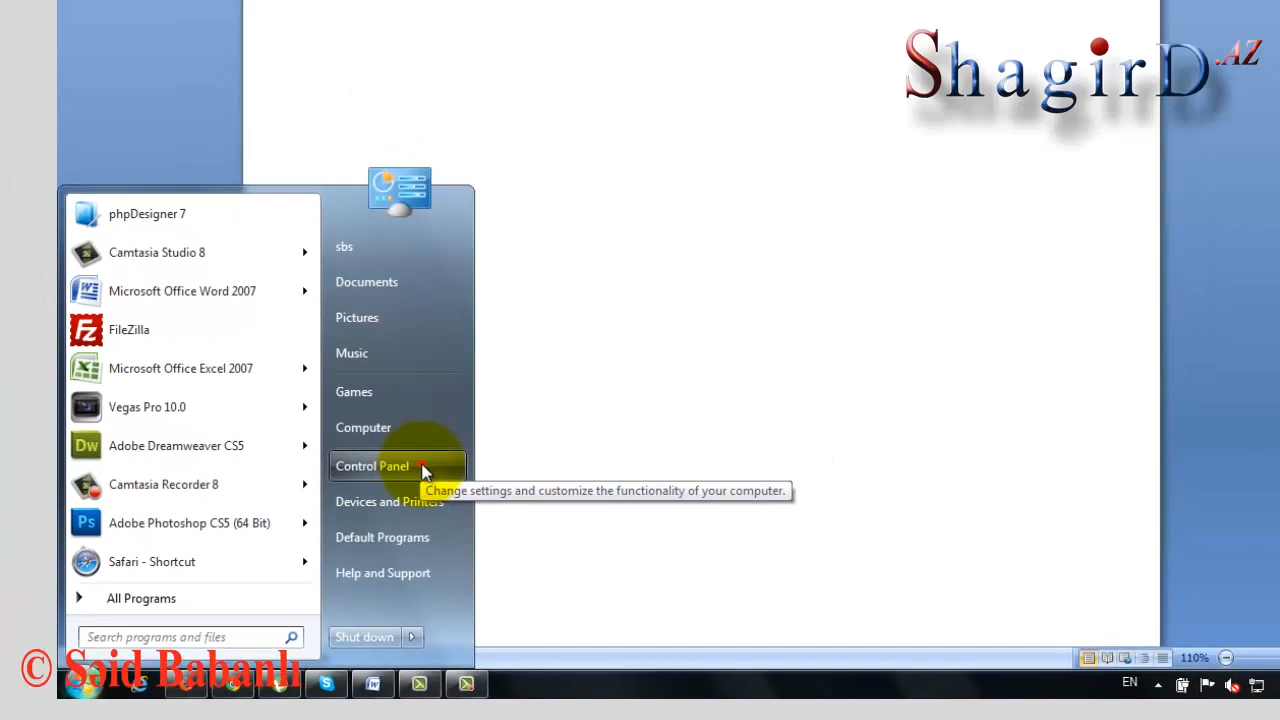 ShagirD.AZ
phpDesigner 7
Camtasia Studio 8
Microsoft Office Word 2007
FileZilla
Microsoft Office Excel 2007
Vegas Pro 10.0
Adobe Dreamweaver CS5
Camtasia Recorder 8
Adobe Photoshop CS5 (64 Bit)
Safari - Shortcut
All Programs
Search programs and files
sbs
Documents
Pictures
Music
Games
Computer
Control Panel
Change settings and customize the functionality of your computer.
Devices and Printers
Default Programs
Help and Support
Shut down
© Səid Babanlı
110%
EN